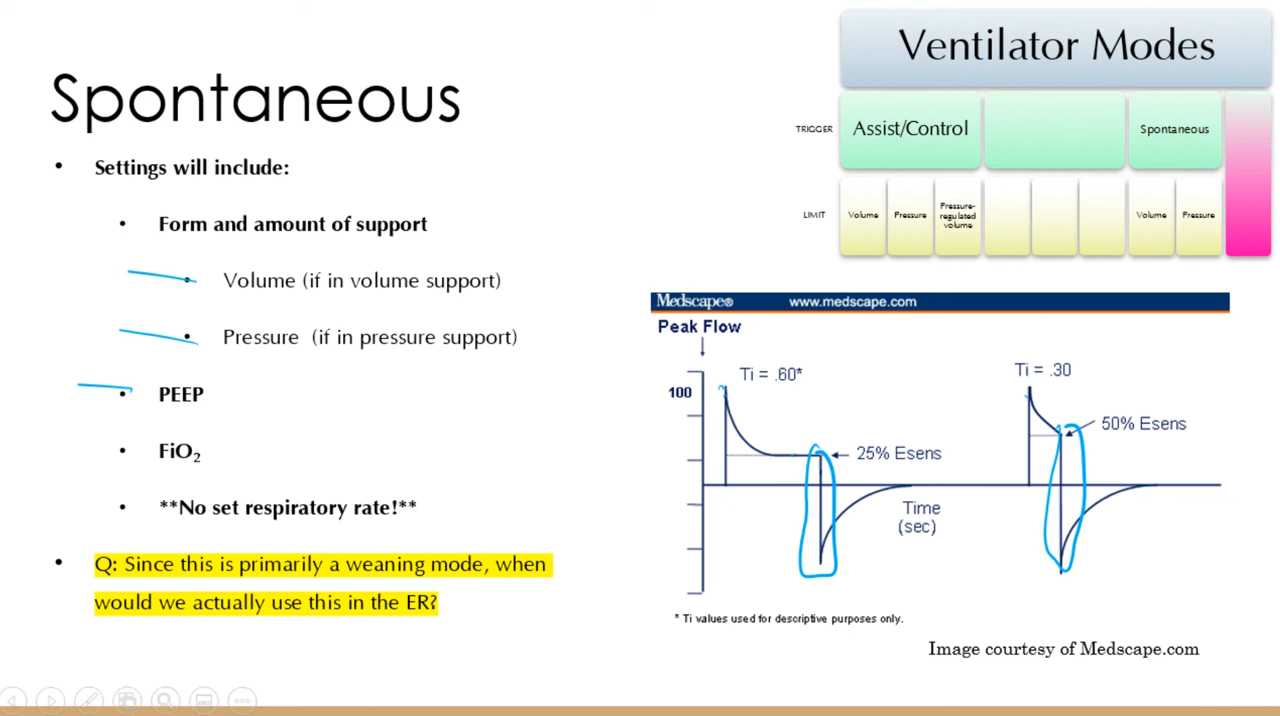 Spontaneous
• Settings will include:
• Form and amount of support
• Volume (if in volume support)
• Pressure (if in pressure support)
• PEEP
• FiO₂
• **No set respiratory rate!**
• Q: Since this is primarily a weaning mode, when
would we actually use this in the ER?
Ventilator Modes
TRIGGER
Assist/Control
Spontaneous
LIMIT
Volume
Pressure
Pressure-
regulated
volume
Volume
Pressure
Medscape® www.medscape.com
Peak Flow
100
Ti = .60*
25% Esens
Ti = .30
50% Esens
Time
(sec)
* Ti values used for descriptive purposes only.
Image courtesy of Medscape.com